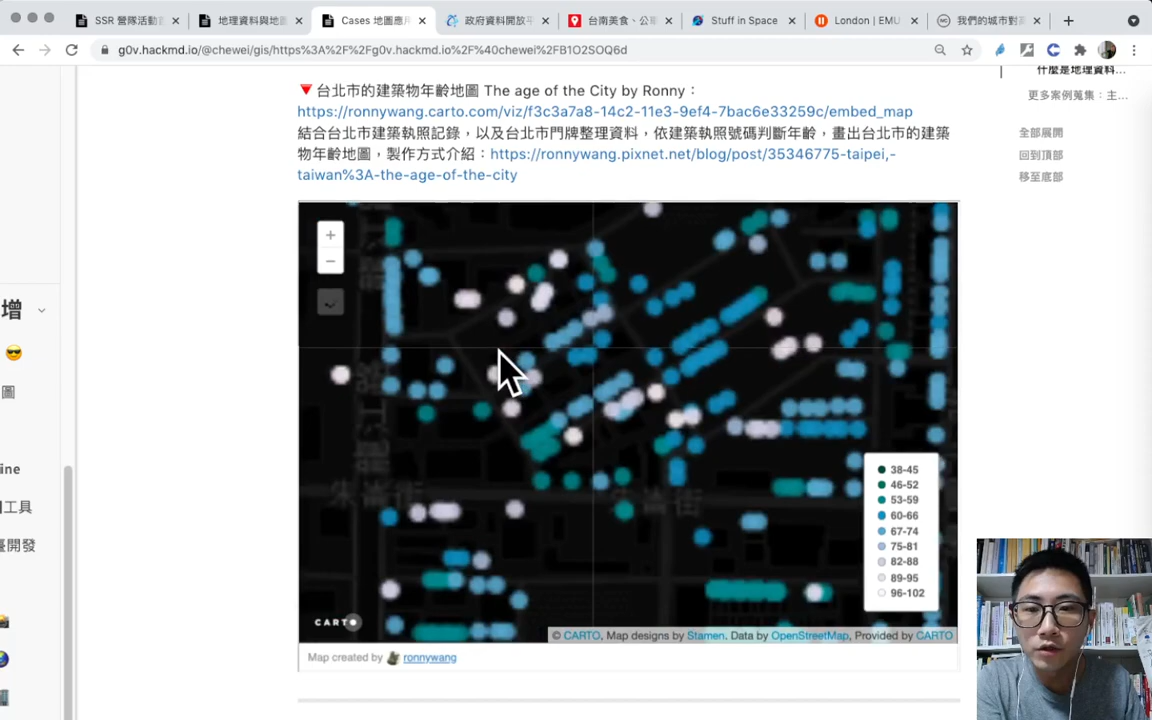 SSR 營隊活動
地理資料與地
Cases 地圖應
政府資料開放平
台南美食、公
Stuff in Space
London | EMU
我們的城市對
g0v.hackmd.io/@chewei/gis/https%3A%2F%2Fg0v.hackmd.io%2F%40chewei%2FB1O2SOQ6d
🔻台北市的建築物年齡地圖 The age of the City by Ronny：
https://ronnywang.carto.com/viz/f3c3a7a8-14c2-11e3-9ef4-7bac6e33259c/embed_map
結合台北市建築執照記錄，以及台北市門牌整理資料，依建築執照號碼判斷年齡，畫出台北市的建築
物年齡地圖，製作方式介紹：https://ronnywang.pixnet.net/blog/post/35346775-taipei,-
taiwan%3A-the-age-of-the-city
什麼是地理資料...
更多案例蒐集：主...
全部展開
回到頂部
移至底部
增
圖
ine
工具
臺開發
+
−
朱崙街
朱崙街
38-45
46-52
53-59
60-66
67-74
75-81
82-88
89-95
96-102
CARTO
© CARTO, Map designs by Stamen. Data by OpenStreetMap, Provided by CARTO
Map created by ronnywang